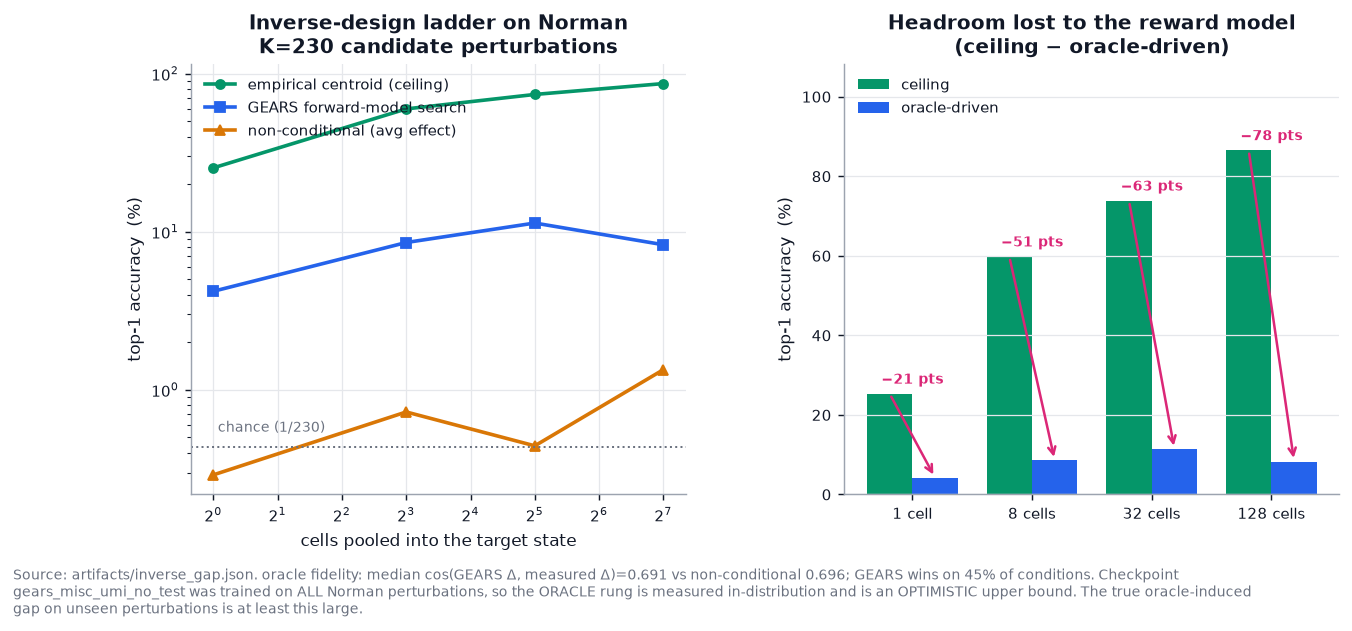 Inverse-design ladder on Norman
K=230 candidate perturbations
top-1 accuracy (%)
10²
10¹
10⁰
empirical centroid (ceiling)
GEARS forward-model search
non-conditional (avg effect)
chance (1/230)
2⁰ 2¹ 2² 2³ 2⁴ 2⁵ 2⁶ 2⁷
cells pooled into the target state
Headroom lost to the reward model
(ceiling − oracle-driven)
top-1 accuracy (%)
100
80
60
40
20
0
ceiling
oracle-driven
−21 pts
−51 pts
−63 pts
−78 pts
1 cell 8 cells 32 cells 128 cells
Source: artifacts/inverse_gap.json. oracle fidelity: median cos(GEARS Δ, measured Δ)=0.691 vs non-conditional 0.696; GEARS wins on 45% of conditions. Checkpoint
gears_misc_umi_no_test was trained on ALL Norman perturbations, so the ORACLE rung is measured in-distribution and is an OPTIMISTIC upper bound. The true oracle-induced
gap on unseen perturbations is at least this large.